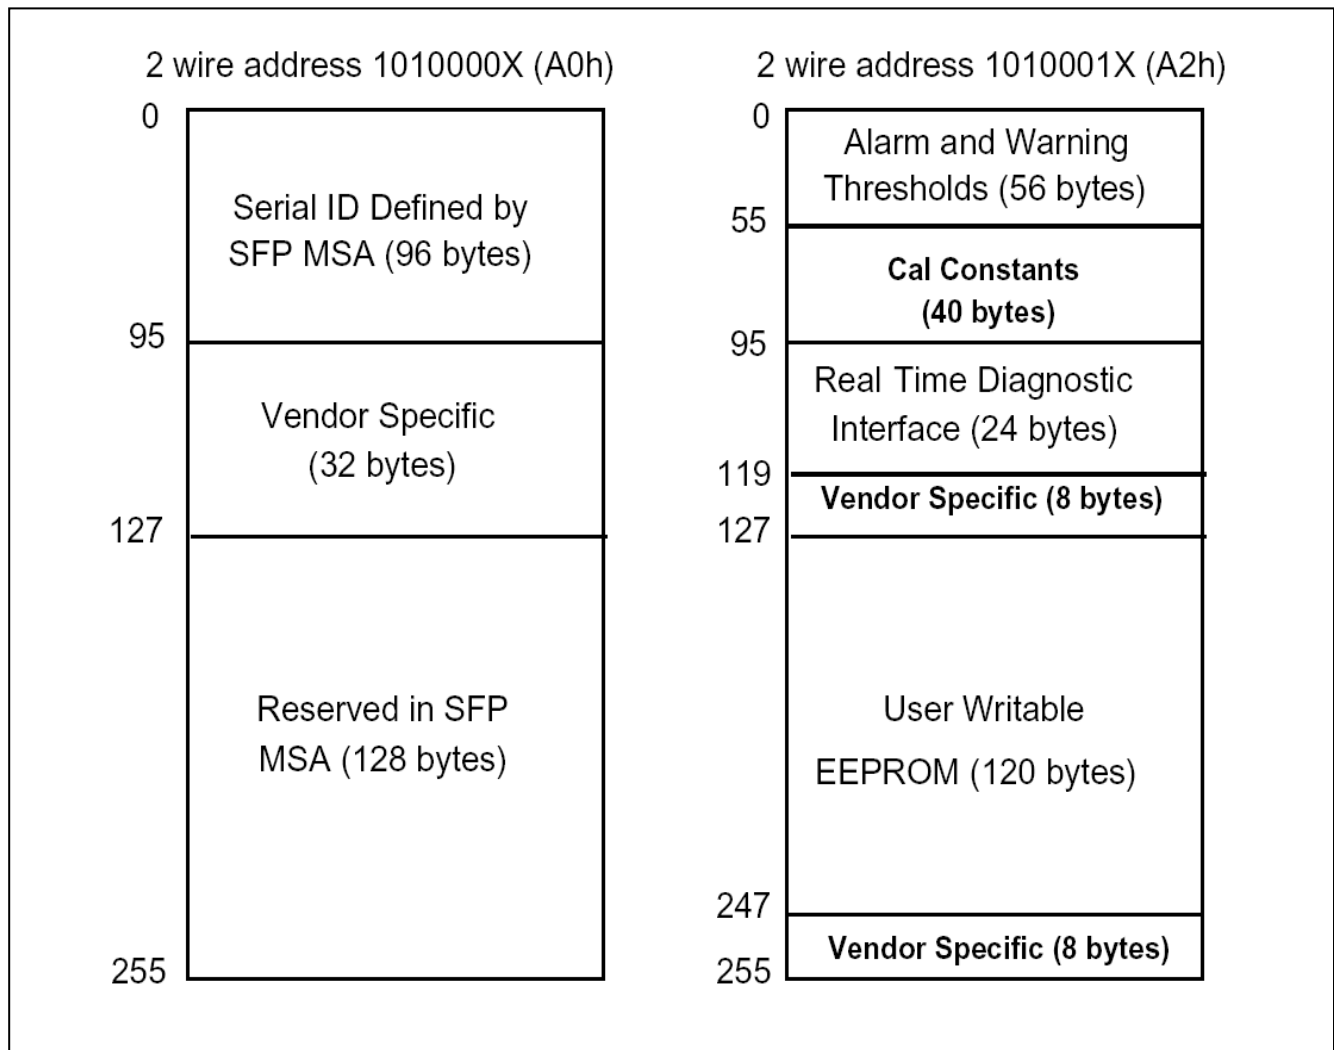 2 wire address 1010000X (A0h)
0
Serial ID Defined by
SFP MSA (96 bytes)
95
Vendor Specific
(32 bytes)
127
Reserved in SFP
MSA (128 bytes)
255
2 wire address 1010001X (A2h)
0
Alarm and Warning
Thresholds (56 bytes)
55
Cal Constants
(40 bytes)
95
Real Time Diagnostic
Interface (24 bytes)
119
Vendor Specific (8 bytes)
127
User Writable
EEPROM (120 bytes)
247
Vendor Specific (8 bytes)
255